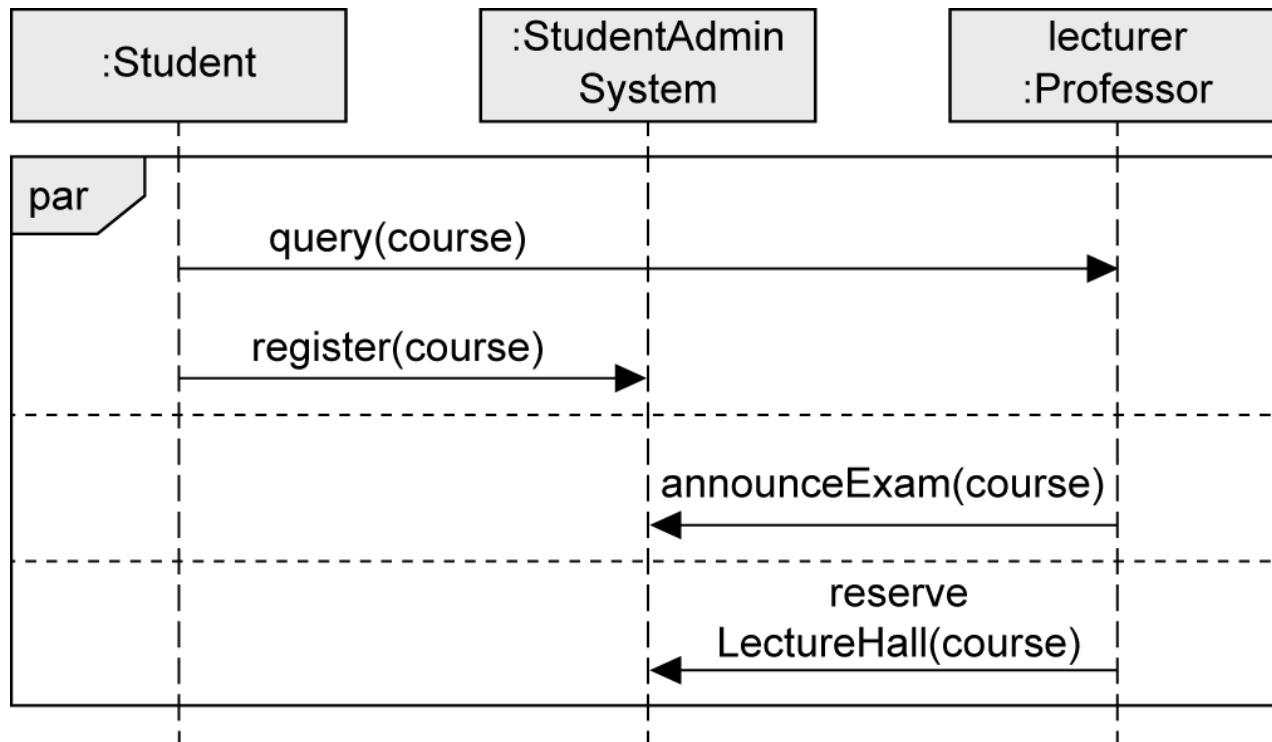 :Student
:StudentAdmin
System
lecturer
:Professor
par
query(course)
register(course)
announceExam(course)
reserve
LectureHall(course)